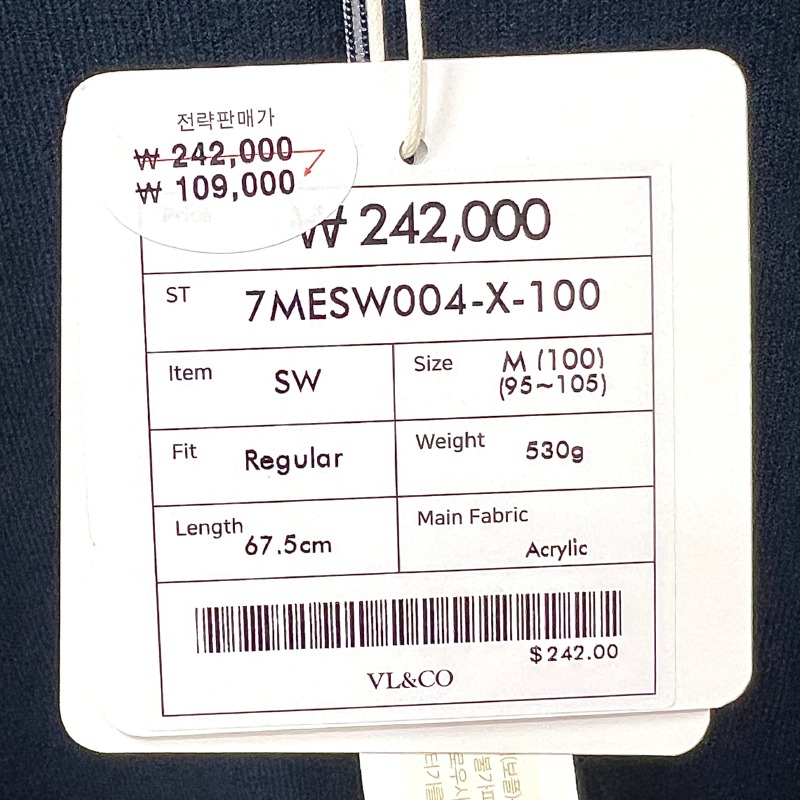 전략판매가
₩ 242,000
₩ 109,000
₩ 242,000
ST 7MESW004-X-100
Item SW
Size M (100)
(95~105)
Fit Regular
Weight 530g
Length 67.5cm
Main Fabric
Acrylic
$242.00
VL&CO